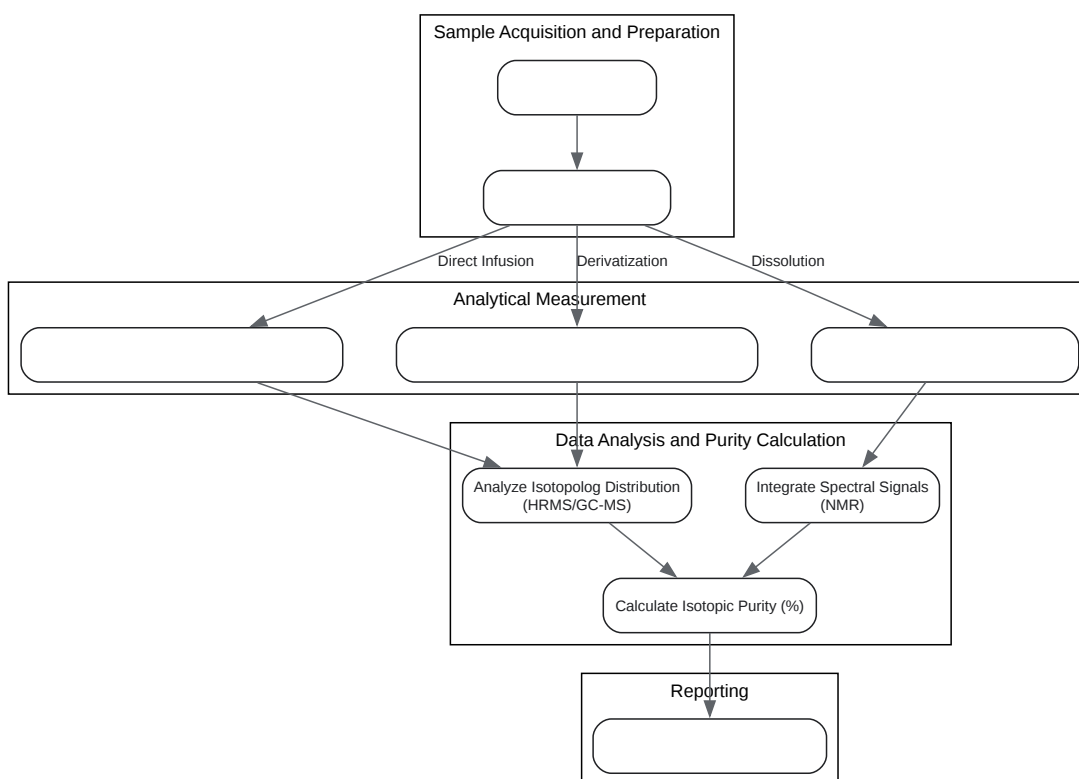 Sample Acquisition and Preparation
Direct Infusion
Derivatization
Dissolution
Analytical Measurement
Data Analysis and Purity Calculation
Analyze Isotopolog Distribution
(HRMS/GC-MS)
Integrate Spectral Signals
(NMR)
Calculate Isotopic Purity (%)
Reporting